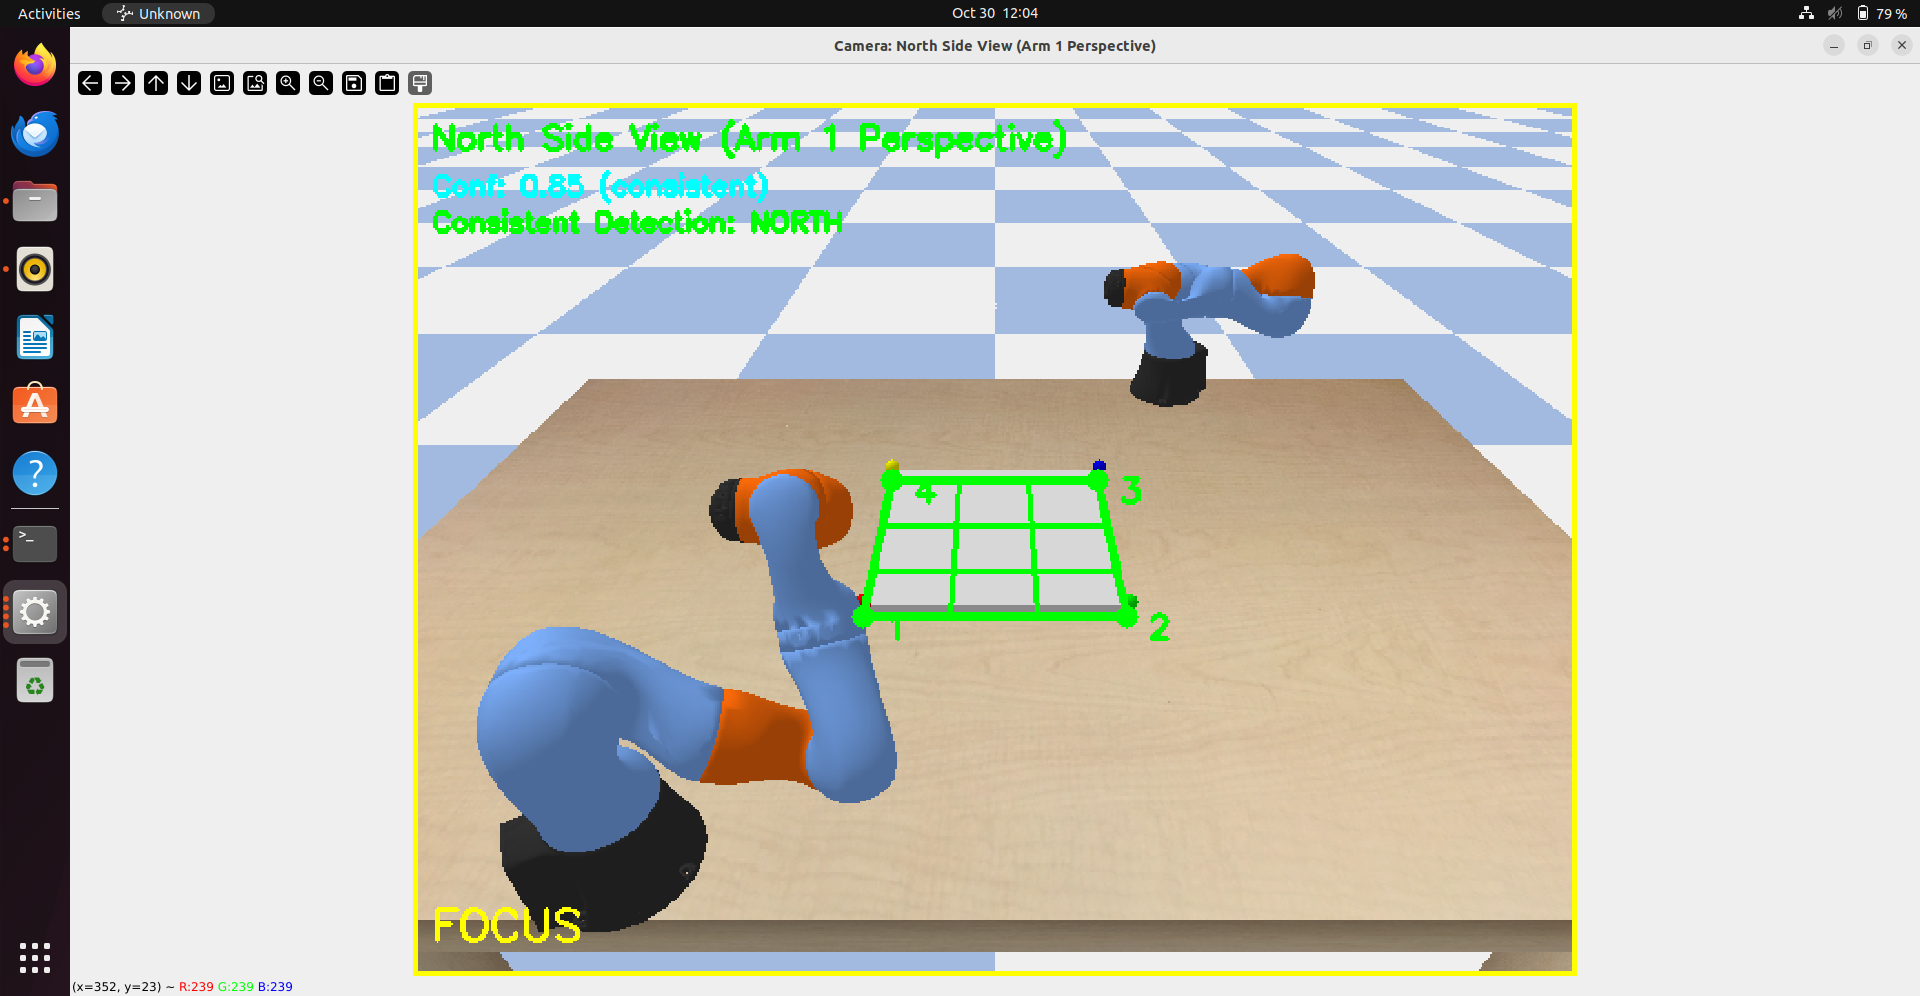 Activities
Unknown
Oct 30 12:04
79 %
Camera: North Side View (Arm 1 Perspective)
North Side View (Arm 1 Perspective)
Conf: 0.85 (consistent)
Consistent Detection: NORTH
4
3
1
2
FOCUS
(x=352, y=23) ~ R:239 G:239 B:239